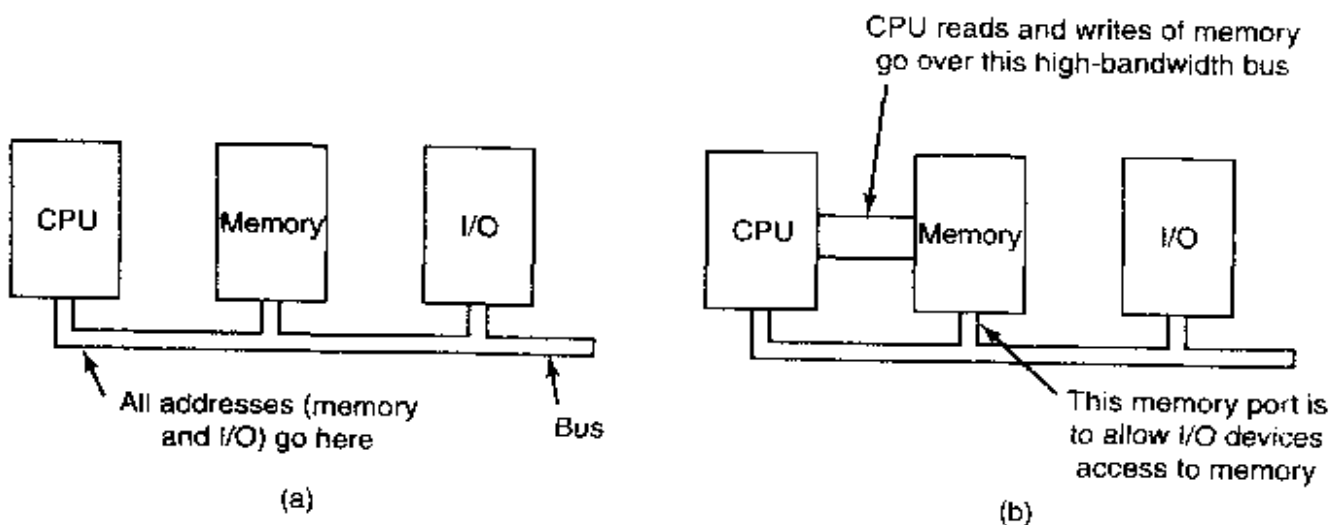 CPU reads and writes of memory
go over this high-bandwidth bus
CPU
Memory
I/O
All addresses (memory
and I/O) go here
Bus
(a)
CPU
Memory
I/O
This memory port is
to allow I/O devices
access to memory
(b)